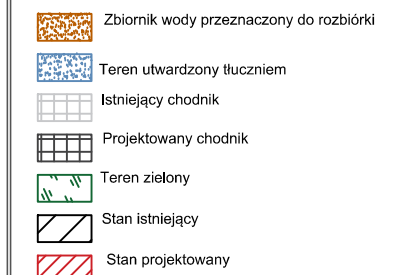 Zbiornik wody przeznaczony do rozbiórki
Teren utwardzony tłuczniem
Istniejący chodnik
Projektowany chodnik
Teren zielony
Stan istniejący
Stan projektowany